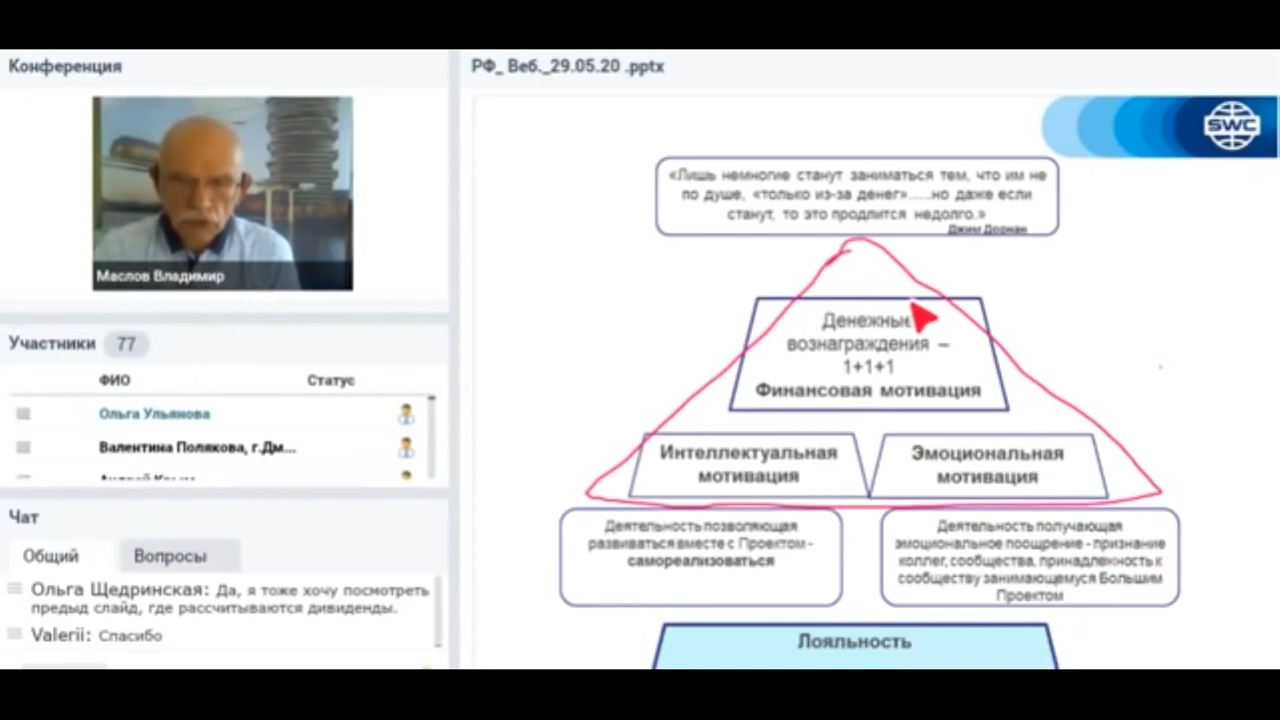 Конференция
Маслов Владимир
Участники 77
ФИО Статус
Ольга Ульянова
Валентина Полякова, г.Дм...
Чат
Общий Вопросы
Ольга Щедринская: Да, я тоже хочу посмотреть
предыд слайд, где рассчитываются дивиденды.
Valerii: Спасибо
РФ_ Веб._29.05.20 .pptx
SWC
«Лишь немногие станут заниматься тем, что им не
по душе, «только из-за денег».....но даже если
станут, то это продлится недолго.»
Джим Дорнан
Денежные
вознаграждения –
1+1+1
Финансовая мотивация
Интеллектуальная
мотивация
Эмоциональная
мотивация
Деятельность позволяющая
развиваться вместе с Проектом -
самореализоваться
Деятельность получающая
эмоциональное поощрение - признание
коллег, сообщества, принадлежность к
сообществу занимающемуся Большим
Проектом
Лояльность